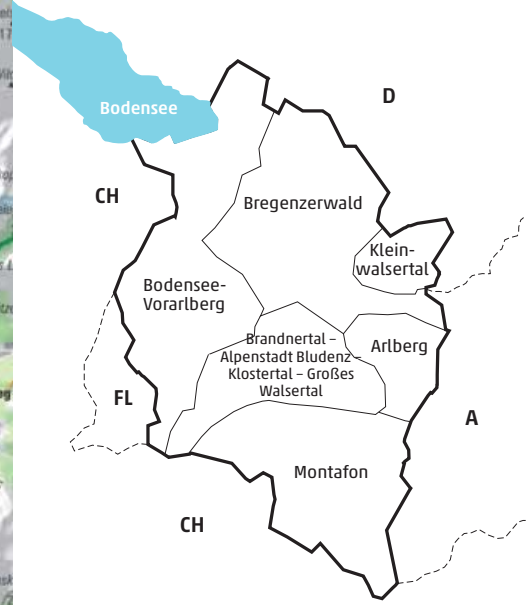 D
Bodensee
CH
Bregenzerwald
Klein-
walsertal
Bodensee-
Vorarlberg
Brandnertal –
Alpenstadt Bludenz –
Klostertal – Großes
Walsertal
Arlberg
FL
A
Montafon
CH